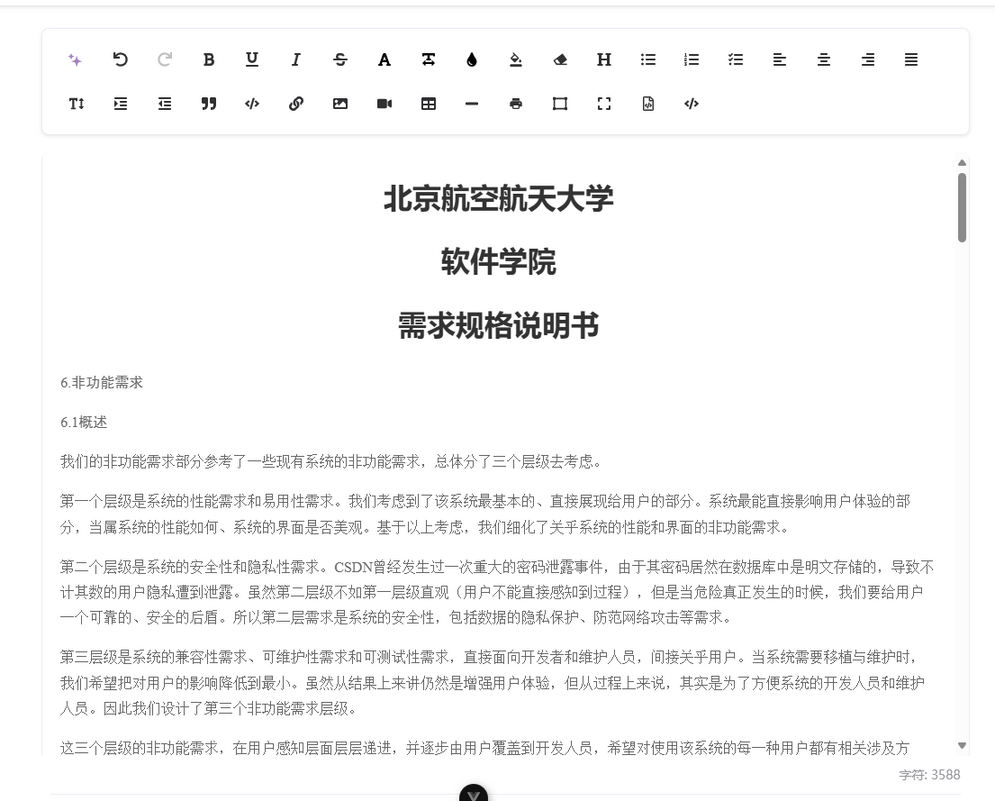 北京航空航天大学
软件学院
需求规格说明书
6.非功能需求
6.1概述
我们的非功能需求部分参考了一些现有系统的非功能需求，总体分了三个层级去考虑。
第一个层级是系统的性能需求和易用性需求。我们考虑到了该系统最基本的、直接展现给用户的部分。系统最能直接影响用户体验的部
分，当属系统的性能如何、系统的界面是否美观。基于以上考虑，我们细化了关乎系统的性能和界面的非功能需求。
第二个层级是系统的安全性和隐私性需求。CSDN曾经发生过一次重大的密码泄露事件，由于其密码居然在数据库中是明文存储的，导致不
计其数的用户隐私遭到泄露。虽然第二层级不如第一层级直观（用户不能直接感知到过程），但是当危险真正发生的时候，我们要给用户
一个可靠的、安全的后盾。所以第二层需求是系统的安全性，包括数据的隐私保护、防范网络攻击等需求。
第三层级是系统的兼容性需求、可维护性需求和可测试性需求，直接面向开发者和维护人员，间接关乎用户。当系统需要移植与维护时，
我们希望把对用户的影响降低到最小。虽然从结果上来讲仍然是增强用户体验，但从过程上来说，其实是为了方便系统的开发人员和维护
人员。因此我们设计了第三个非功能需求层级。
这三个层级的非功能需求，在用户感知层面层层递进，并逐步由用户覆盖到开发人员，希望对使用该系统的每一种用户都有相关涉及方
字符: 3588